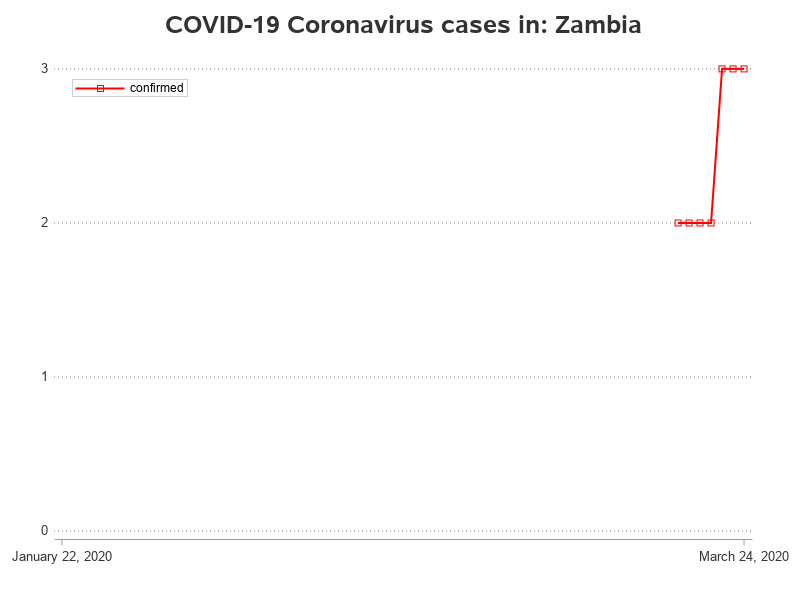 COVID-19 Coronavirus cases in: Zambia
3
confirmed
2
1
0
January 22, 2020
March 24, 2020